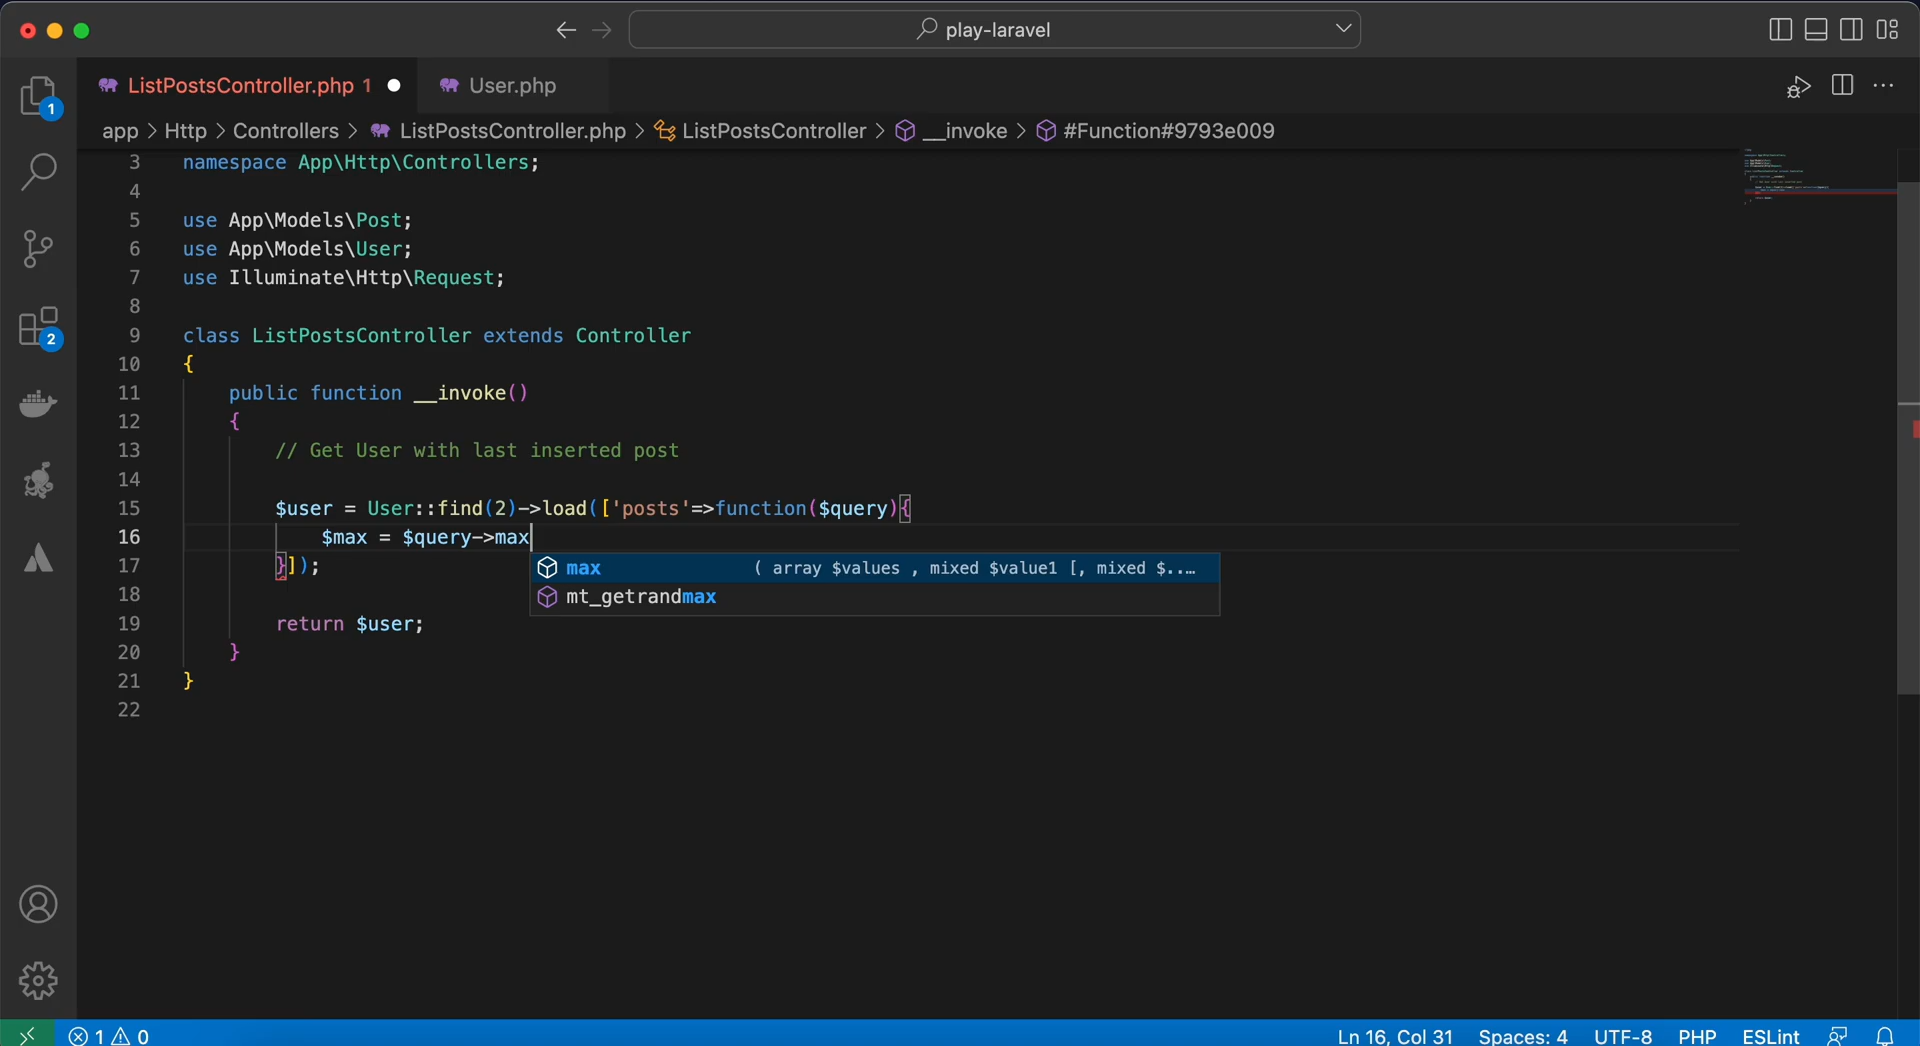 play-laravel
ListPostsController.php 1
User.php
1
app > Http > Controllers > ListPostsController.php > ListPostsController > __invoke > #Function#9793e009
3 namespace App\Http\Controllers;
4
5 use App\Models\Post;
6 use App\Models\User;
7 use Illuminate\Http\Request;
8
2
9 class ListPostsController extends Controller
10 {
11 public function __invoke()
12 {
13 // Get User with last inserted post
14
15 $user = User::find(2)->load(['posts'=>function($query){
16 $max = $query->max
17 }]);
max ( array $values , mixed $value1 [, mixed $...…
18
mt_getrandmax
19 return $user;
20 }
21 }
22
1 0
Ln 16, Col 31 Spaces: 4 UTF-8 PHP ESLint